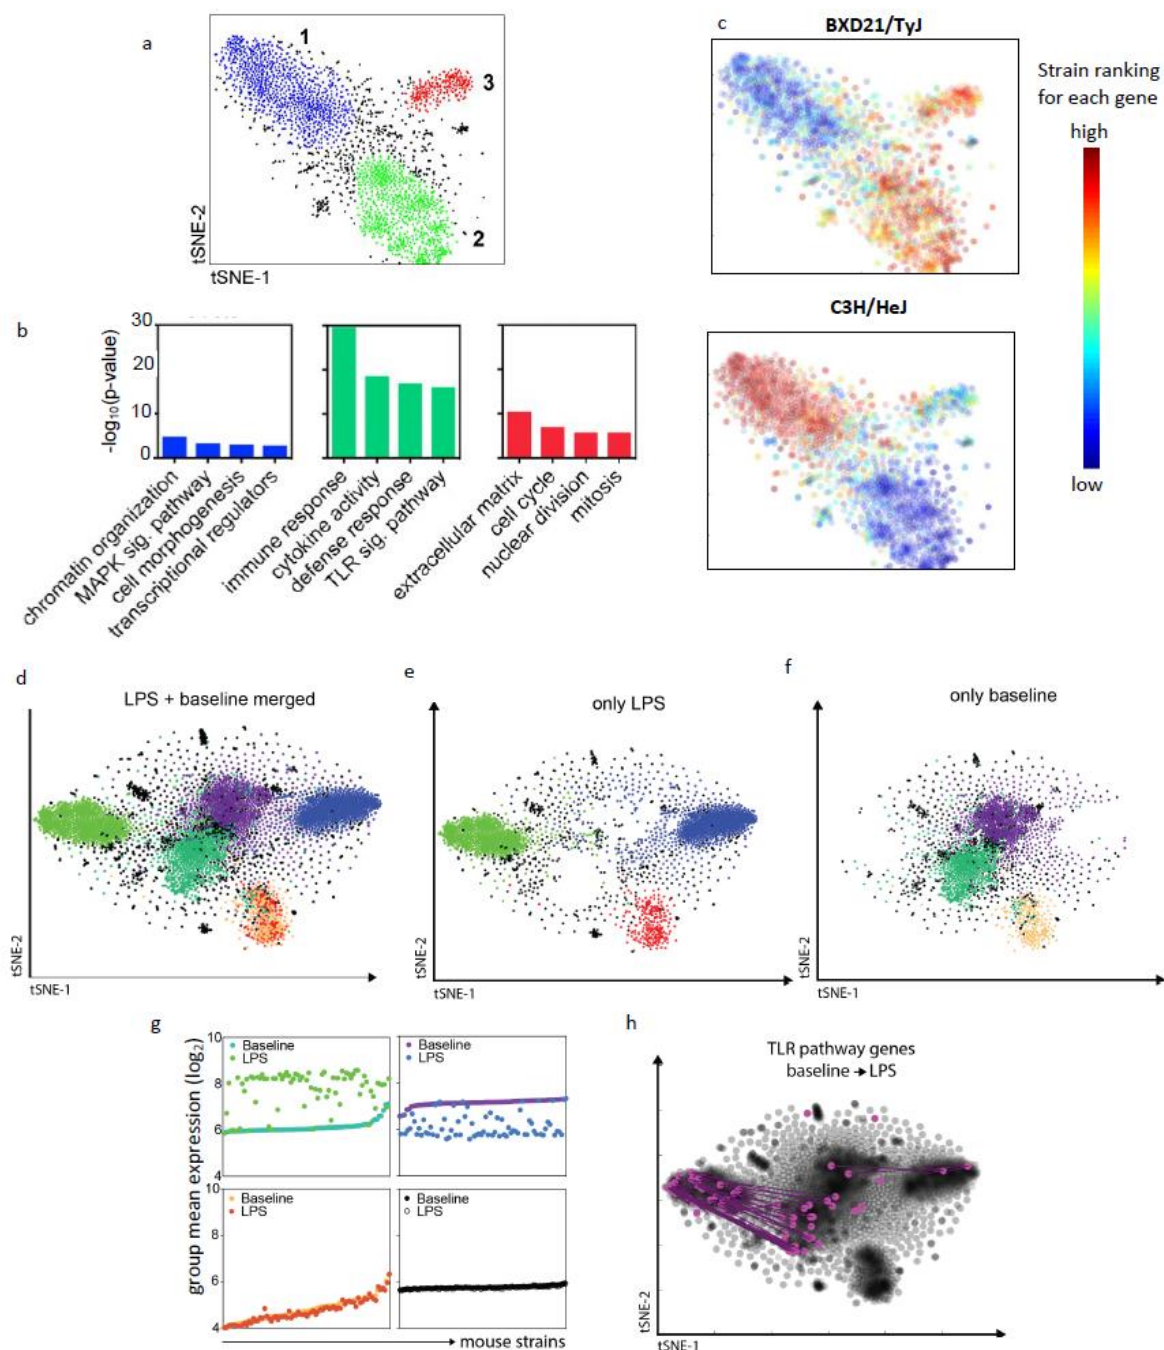 a
1
3
2
tSNE-2
tSNE-1
c
BXD21/TyJ
Strain ranking
for each gene
high
low
C3H/HeJ
b
-log₁₀(p-value)
30
20
10
0
chromatin organization
MAPK sig. pathway
cell morphogenesis
transcriptional regulators
immune response
cytokine activity
defense response
TLR sig. pathway
extracellular matrix
cell cycle
nuclear division
mitosis
d
LPS + baseline merged
tSNE-2
tSNE-1
e
only LPS
tSNE-2
tSNE-1
f
only baseline
tSNE-2
tSNE-1
g
group mean expression (log₂)
10
8
6
4
Baseline
LPS
Baseline
LPS
10
8
6
4
Baseline
LPS
Baseline
LPS
mouse strains
h
TLR pathway genes
baseline → LPS
tSNE-2
tSNE-1